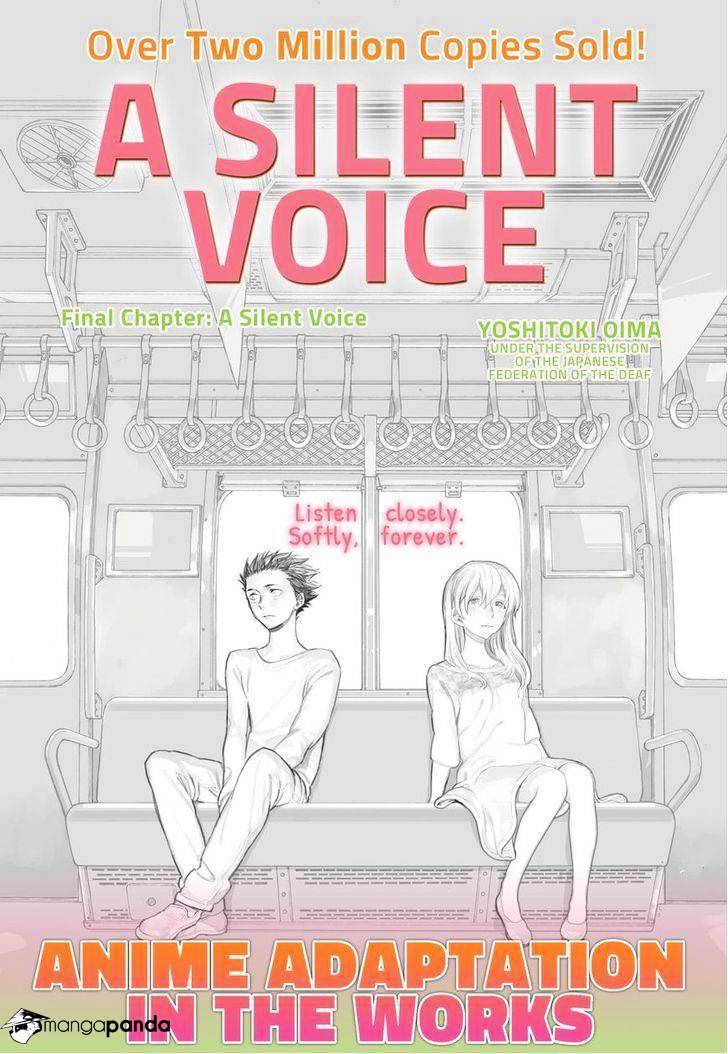 Over Two Million Copies Sold!
A SILENT
VOICE
Final Chapter: A Silent Voice
YOSHITOKI OIMA
UNDER THE SUPERVISION
OF THE JAPANESE
FEDERATION OF THE DEAF
Listen closely.
Softly, forever.
ANIME ADAPTATION
IN THE WORKS
mangapanda